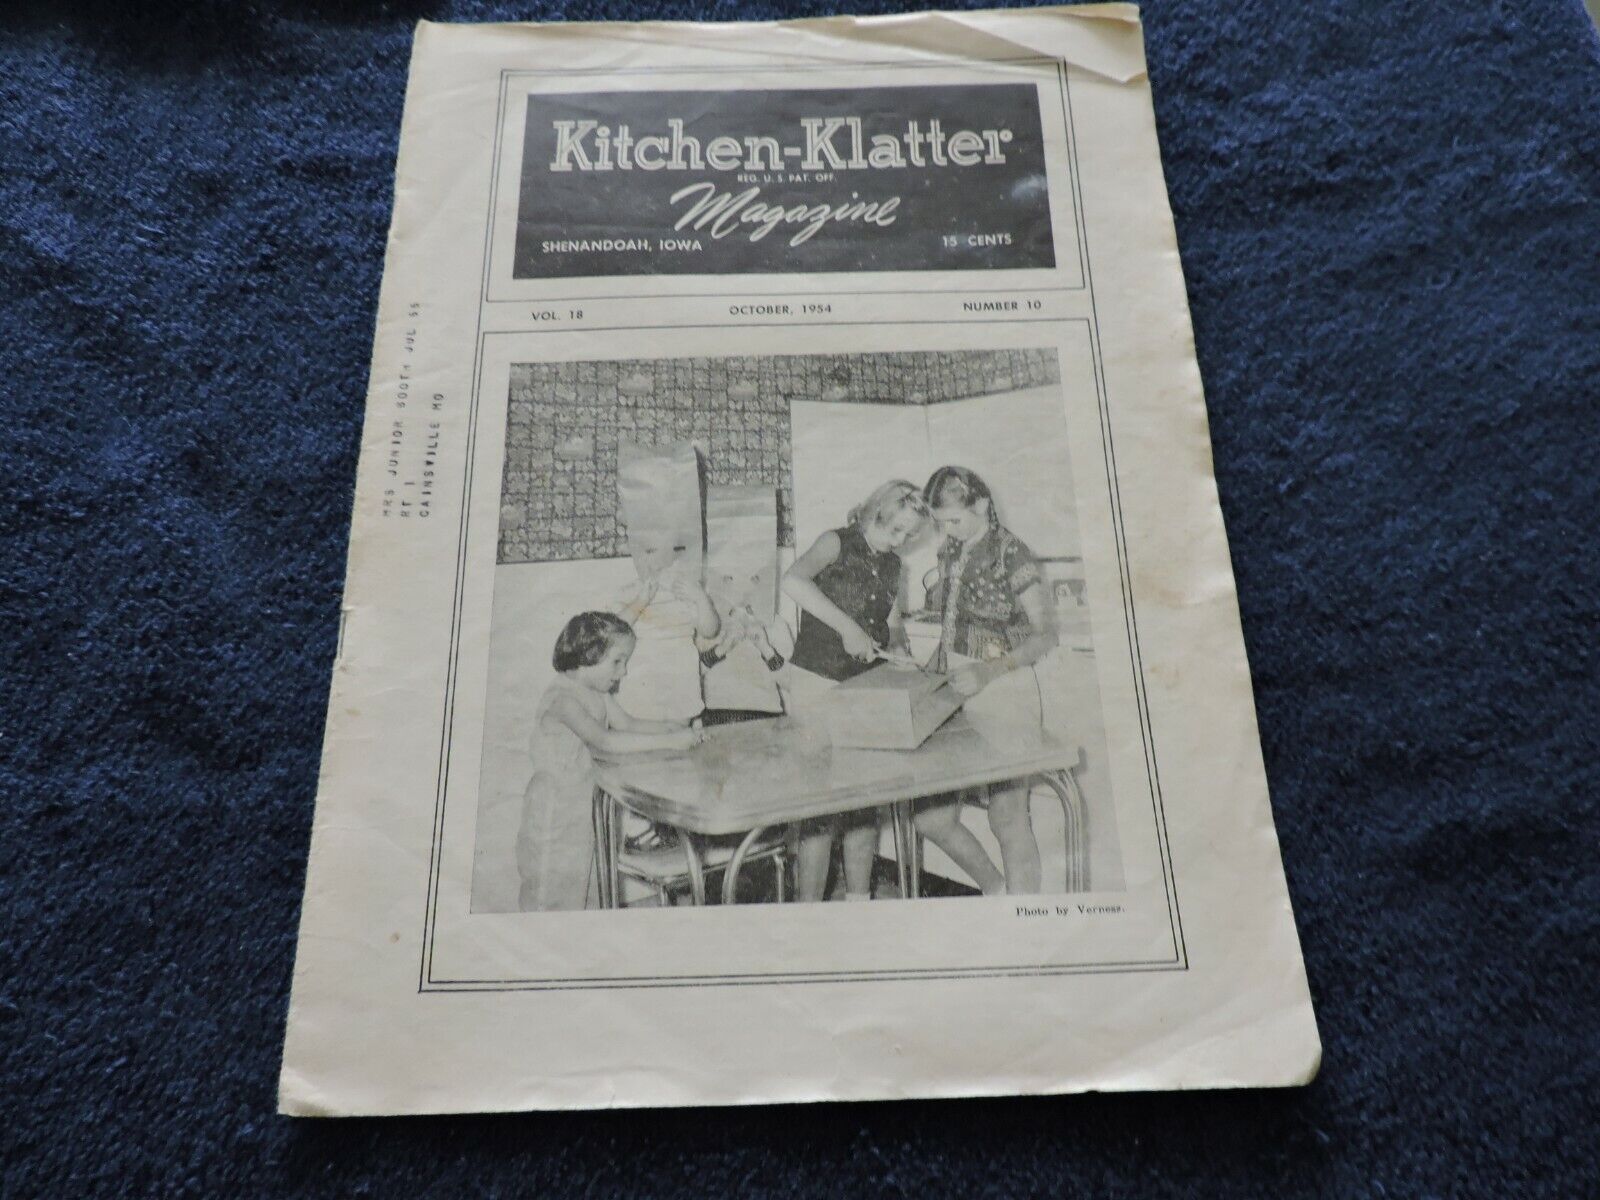 Kitchen-Klatter
REG. U. S. PAT. OFF.
Magazine
SHENANDOAH, IOWA
15 CENTS
VOL. 18
OCTOBER, 1954
NUMBER 10
MRS JUNIOR BOOTH JUL 55
RT 1
GAINSVILLE MO
Photo by Verness.